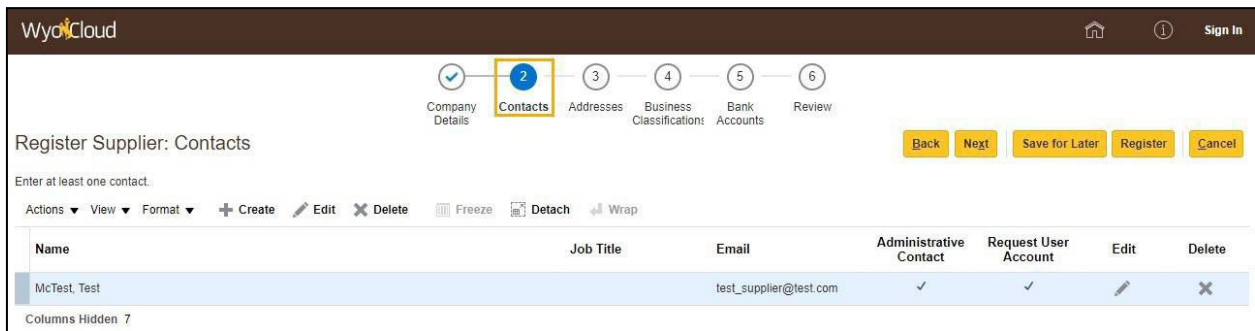 WyoCloud
Sign In
2 3 4 5 6
Company Details Contacts Addresses Business Classifications Bank Accounts Review
Register Supplier: Contacts
Back Next Save for Later Register Cancel
Enter at least one contact.
Actions View Format Create Edit Delete Freeze Detach Wrap
Name Job Title Email Administrative Contact Request User Account Edit Delete
McTest, Test test_supplier@test.com
Columns Hidden 7